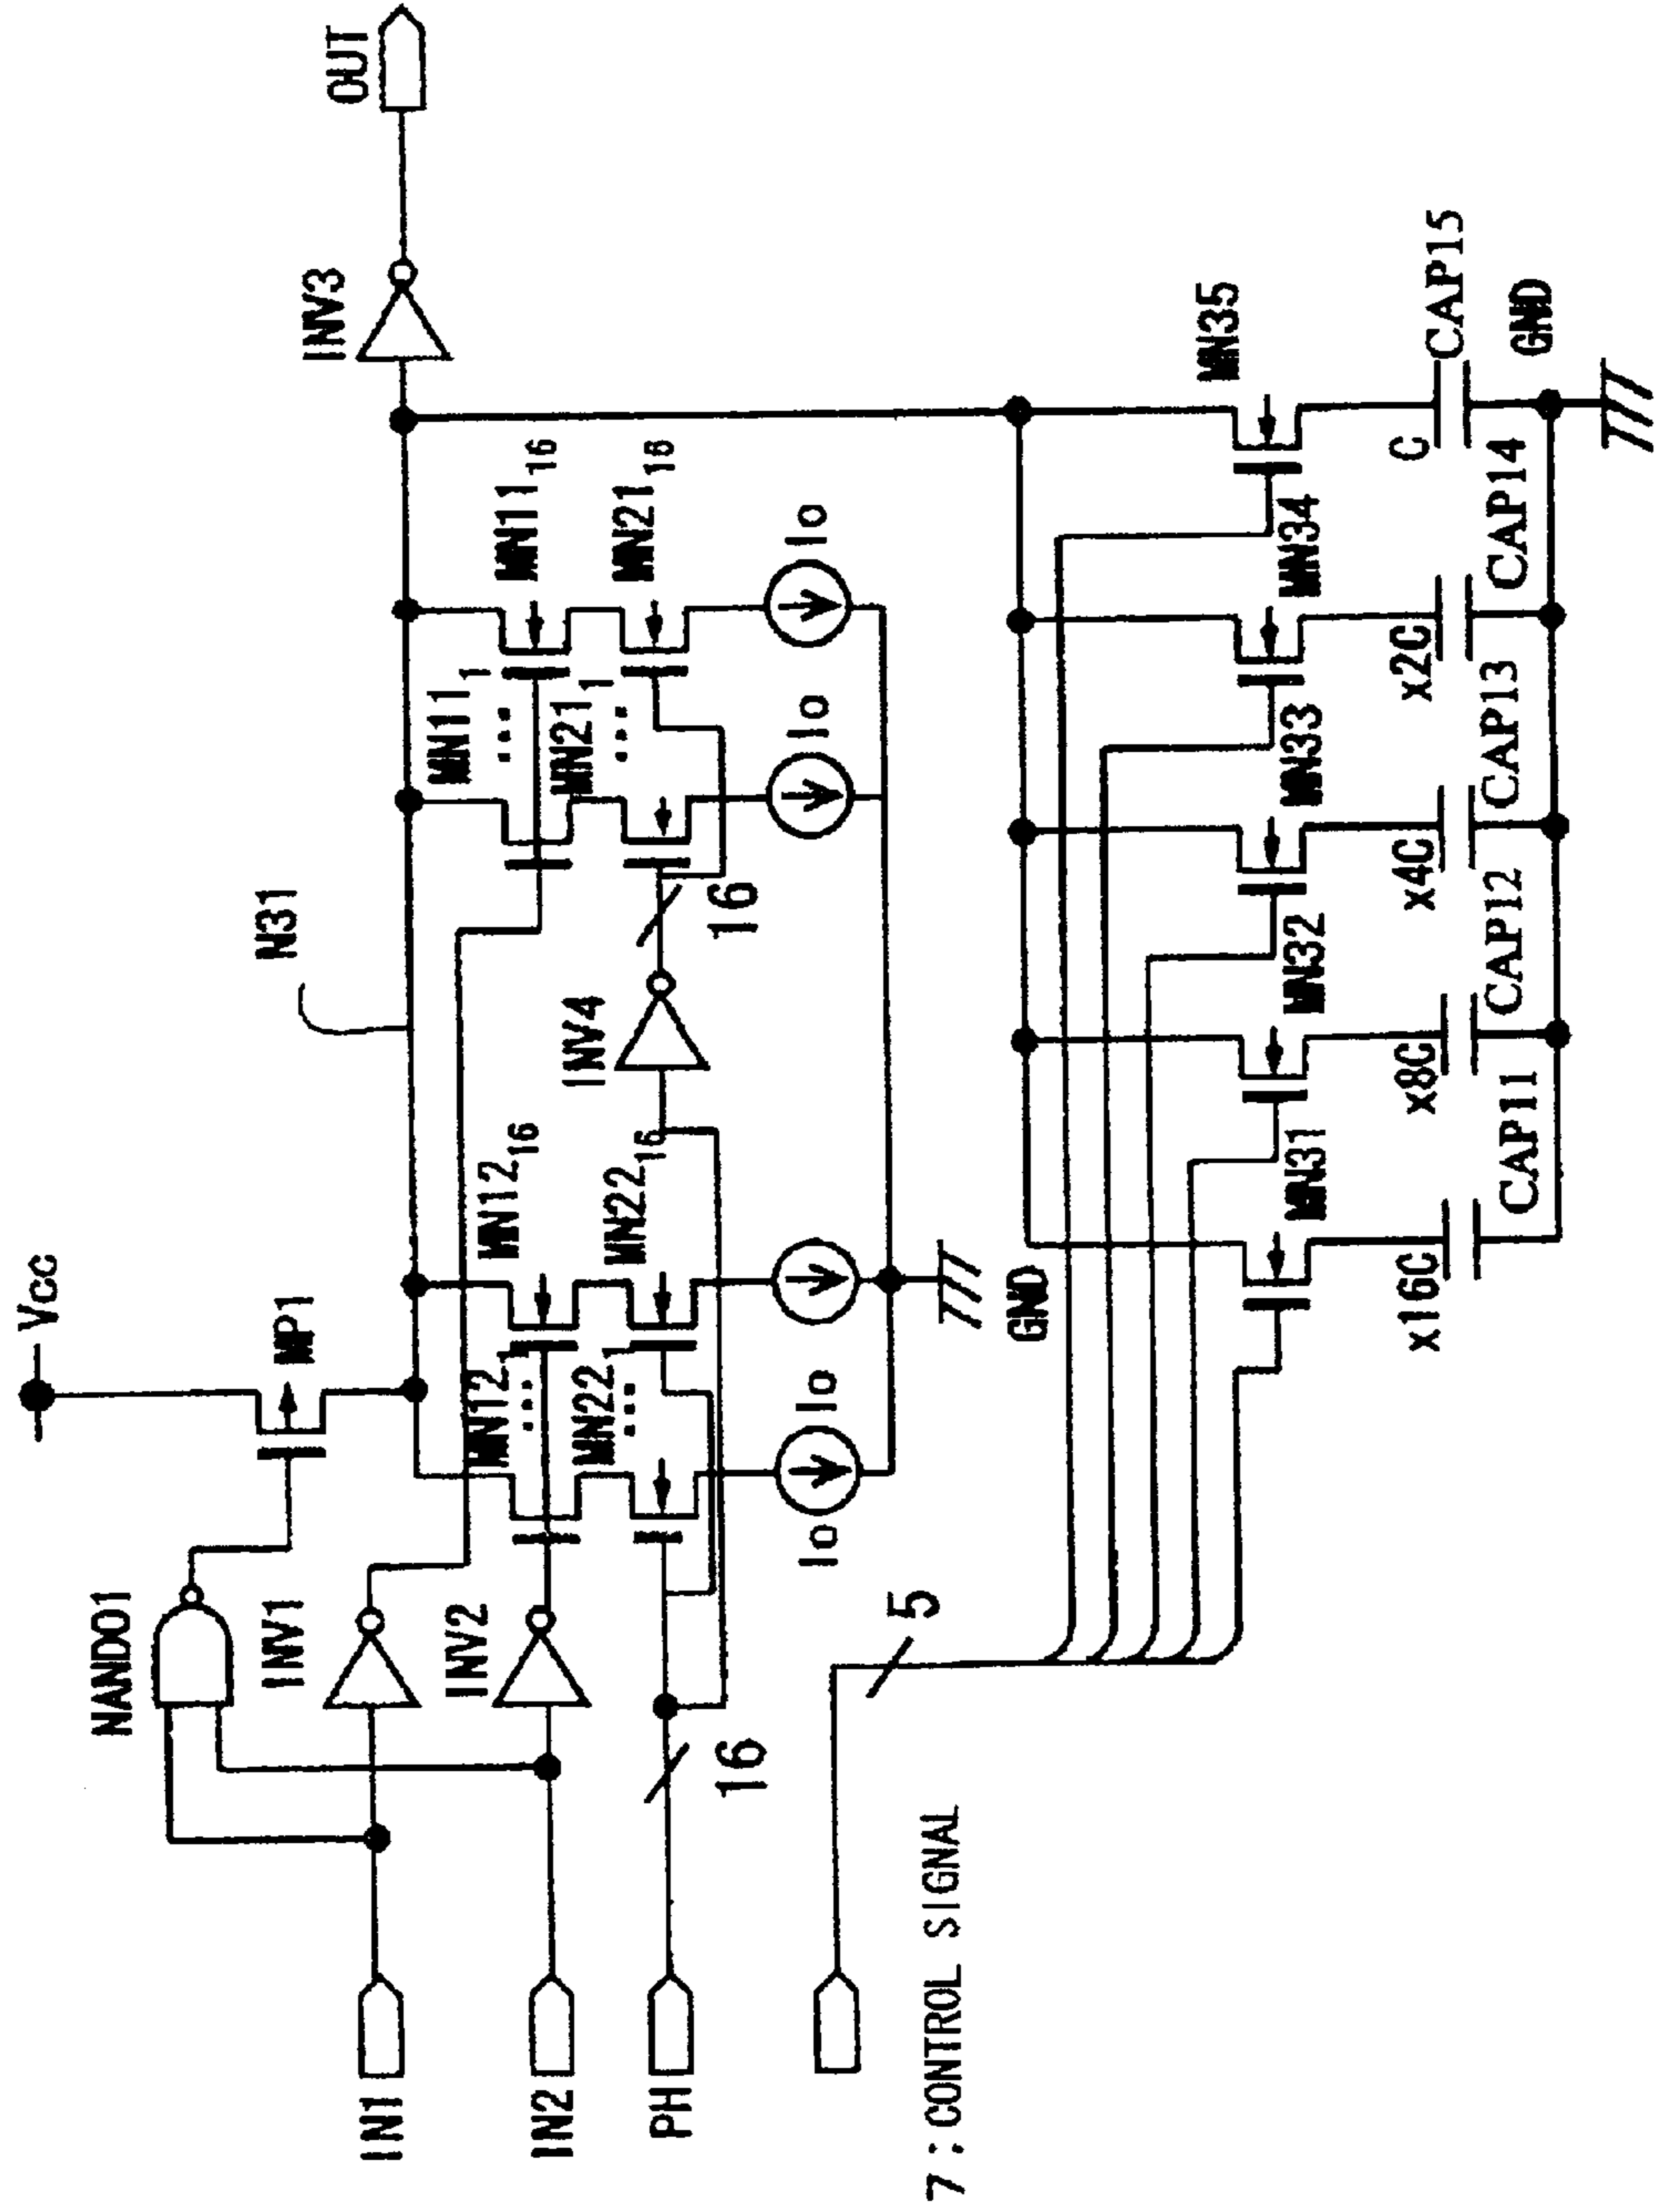 Vcc
MP1
NAND01
INV1
INV2
IN1
IN2
PH
16
MN12₁
...
MN12₁₆
MN22₁
...
MN22₁₆
Io
Io
INV4
16
N31
MN11₁
...
MN11₁₆
MN21₁
...
MN21₁₆
Io
Io
INV3
OUT
GND
5
7 : CONTROL SIGNAL
MN31
MN32
MN33
MN34
MN35
x16C
x8C
x4C
x2C
C
CAP11
CAP12
CAP13
CAP14
CAP15
GND